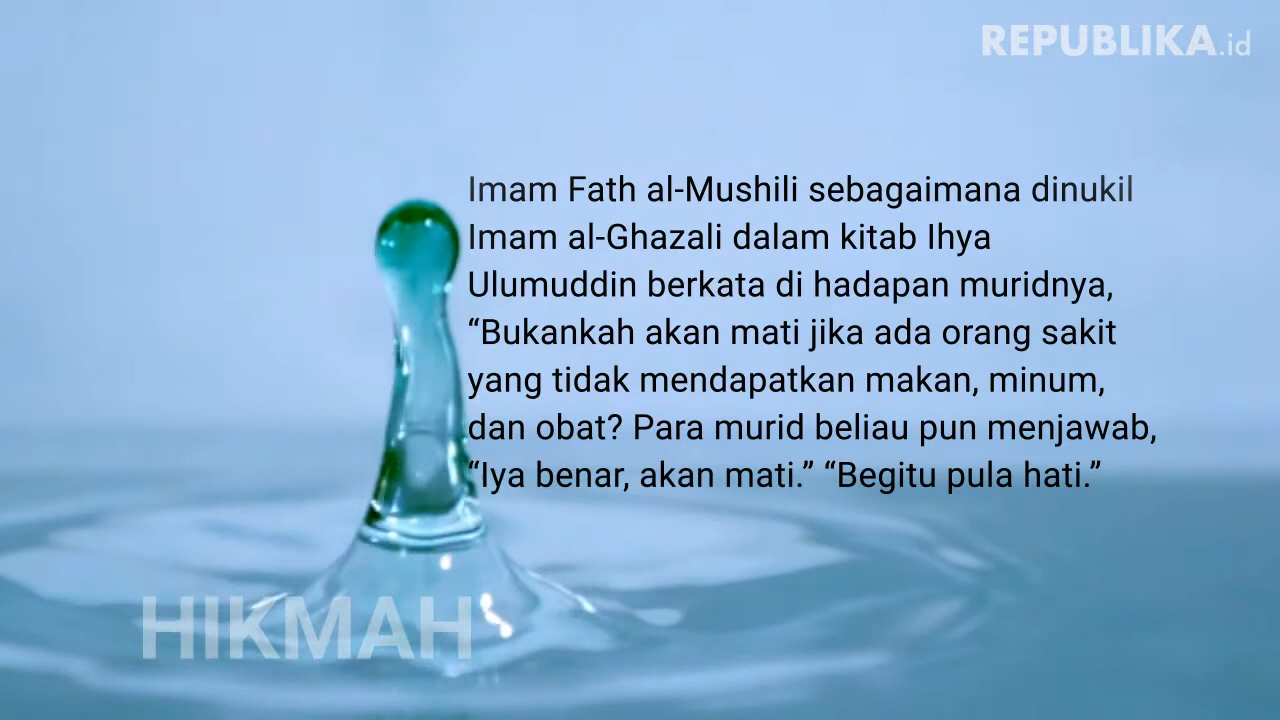 REPUBLIKA.id
Imam Fath al-Mushili sebagaimana dinukil
Imam al-Ghazali dalam kitab Ihya
Ulumuddin berkata di hadapan muridnya,
“Bukankah akan mati jika ada orang sakit
yang tidak mendapatkan makan, minum,
dan obat? Para murid beliau pun menjawab,
“Iya benar, akan mati.” “Begitu pula hati.”
HIKMAH